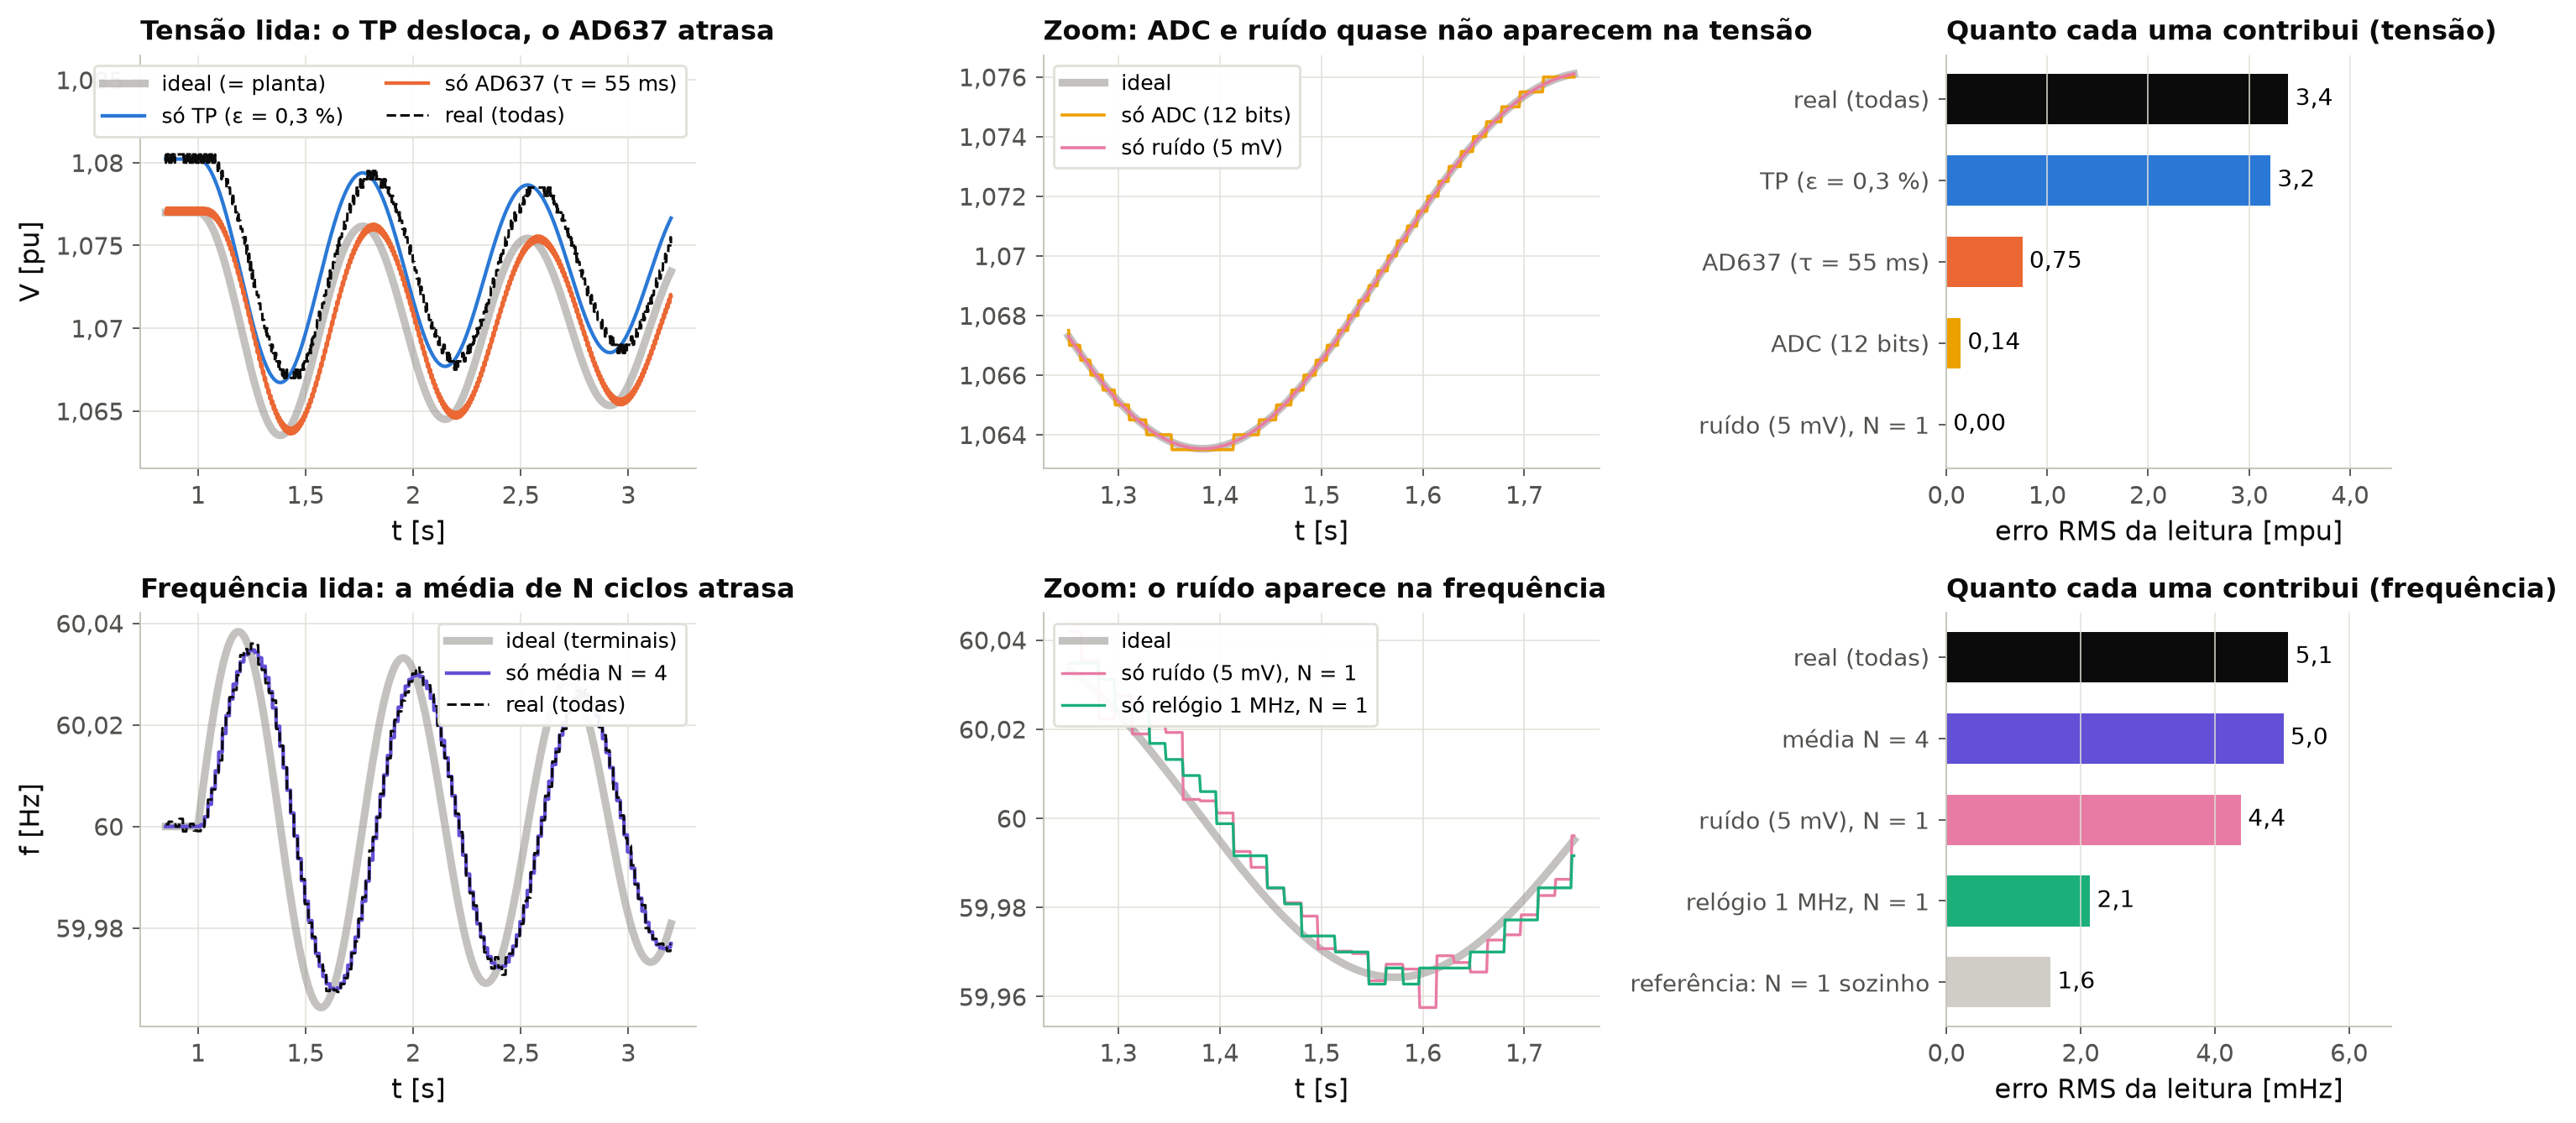 Tensão lida: o TP desloca, o AD637 atrasa
ideal (= planta)
só TP (ε = 0,3 %)
só AD637 (τ = 55 ms)
real (todas)
1,08
1,075
1,07
1,065
V [pu]
1
1,5
2
2,5
3
t [s]
Zoom: ADC e ruído quase não aparecem na tensão
ideal
só ADC (12 bits)
só ruído (5 mV)
1,076
1,074
1,072
1,07
1,068
1,066
1,064
1,3
1,4
1,5
1,6
1,7
t [s]
Quanto cada uma contribui (tensão)
real (todas)
3,4
TP (ε = 0,3 %)
3,2
AD637 (τ = 55 ms)
0,75
ADC (12 bits)
0,14
ruído (5 mV), N = 1
0,00
0,0
1,0
2,0
3,0
4,0
erro RMS da leitura [mpu]
Frequência lida: a média de N ciclos atrasa
ideal (terminais)
só média N = 4
real (todas)
60,04
60,02
60
59,98
f [Hz]
1
1,5
2
2,5
3
t [s]
Zoom: o ruído aparece na frequência
ideal
só ruído (5 mV), N = 1
só relógio 1 MHz, N = 1
60,04
60,02
60
59,98
59,96
1,3
1,4
1,5
1,6
1,7
t [s]
Quanto cada uma contribui (frequência)
real (todas)
5,1
média N = 4
5,0
ruído (5 mV), N = 1
4,4
relógio 1 MHz, N = 1
2,1
referência: N = 1 sozinho
1,6
0,0
2,0
4,0
6,0
erro RMS da leitura [mHz]